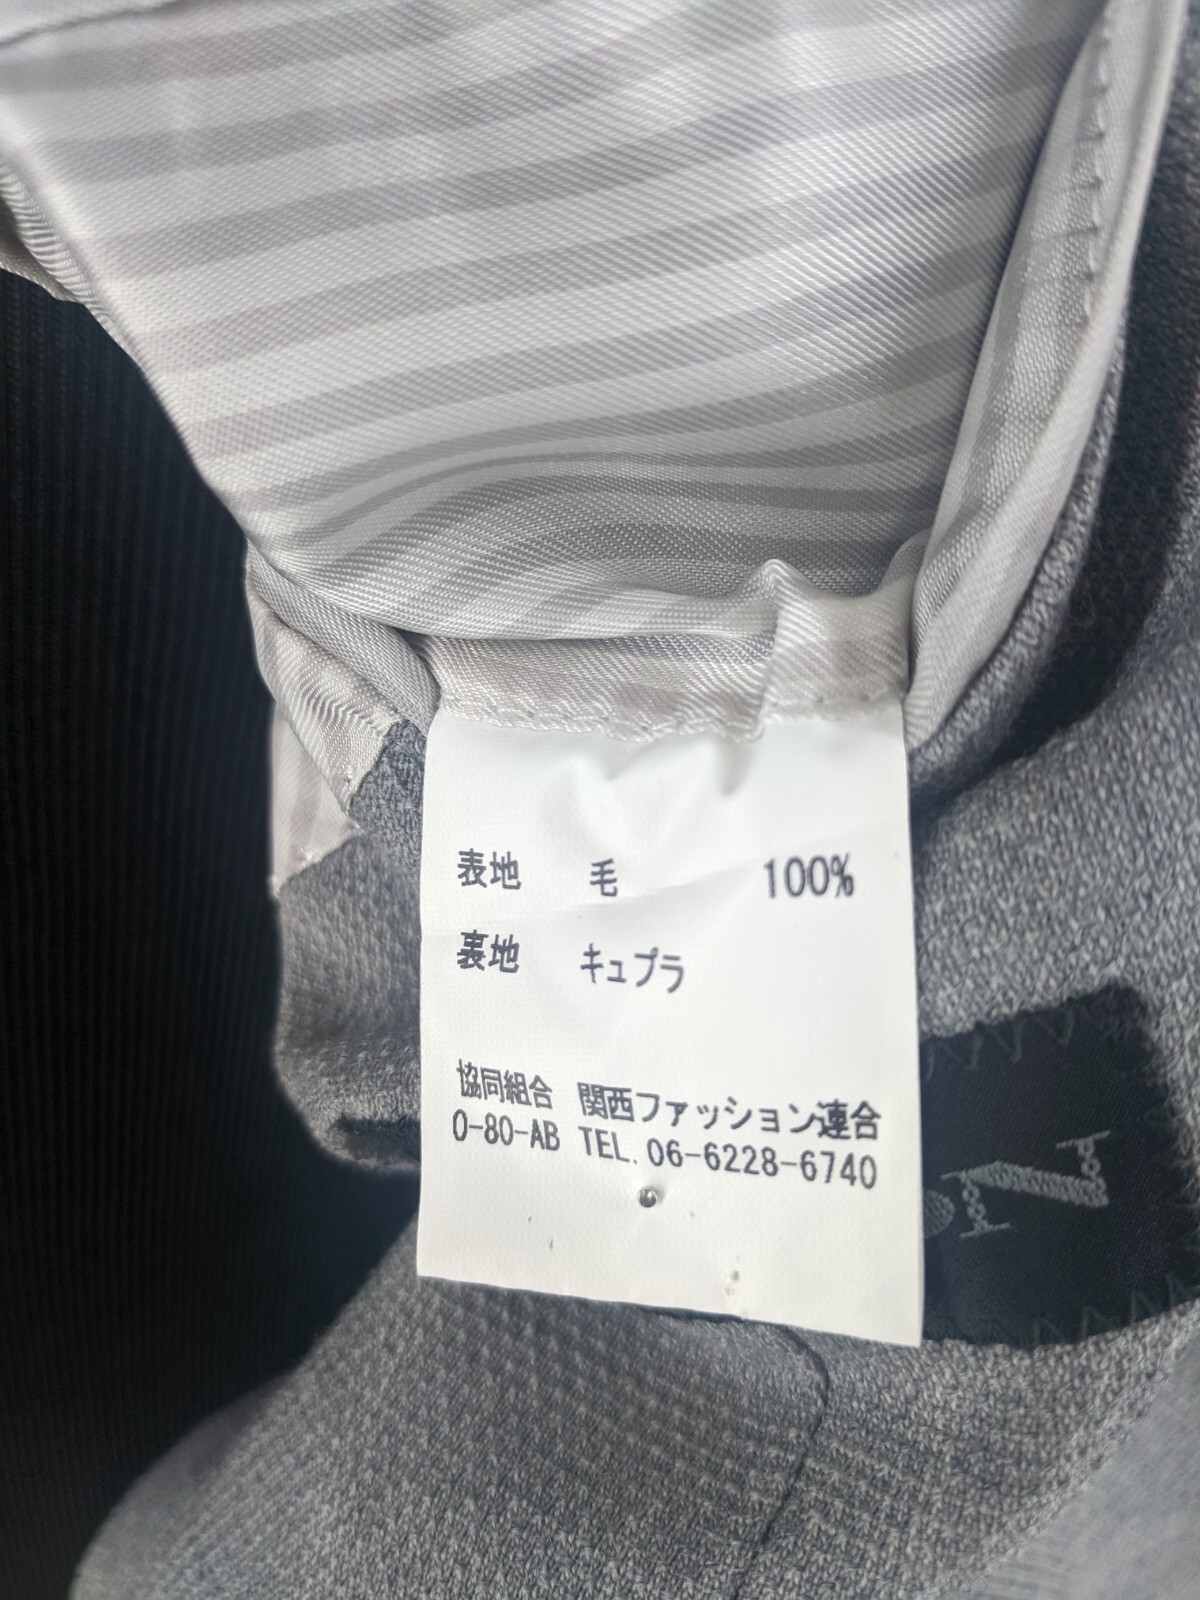 表地 毛 100%
裏地 キュプラ
協同組合 関西ファッション連合
O-80-AB TEL. 06-6228-6740
N